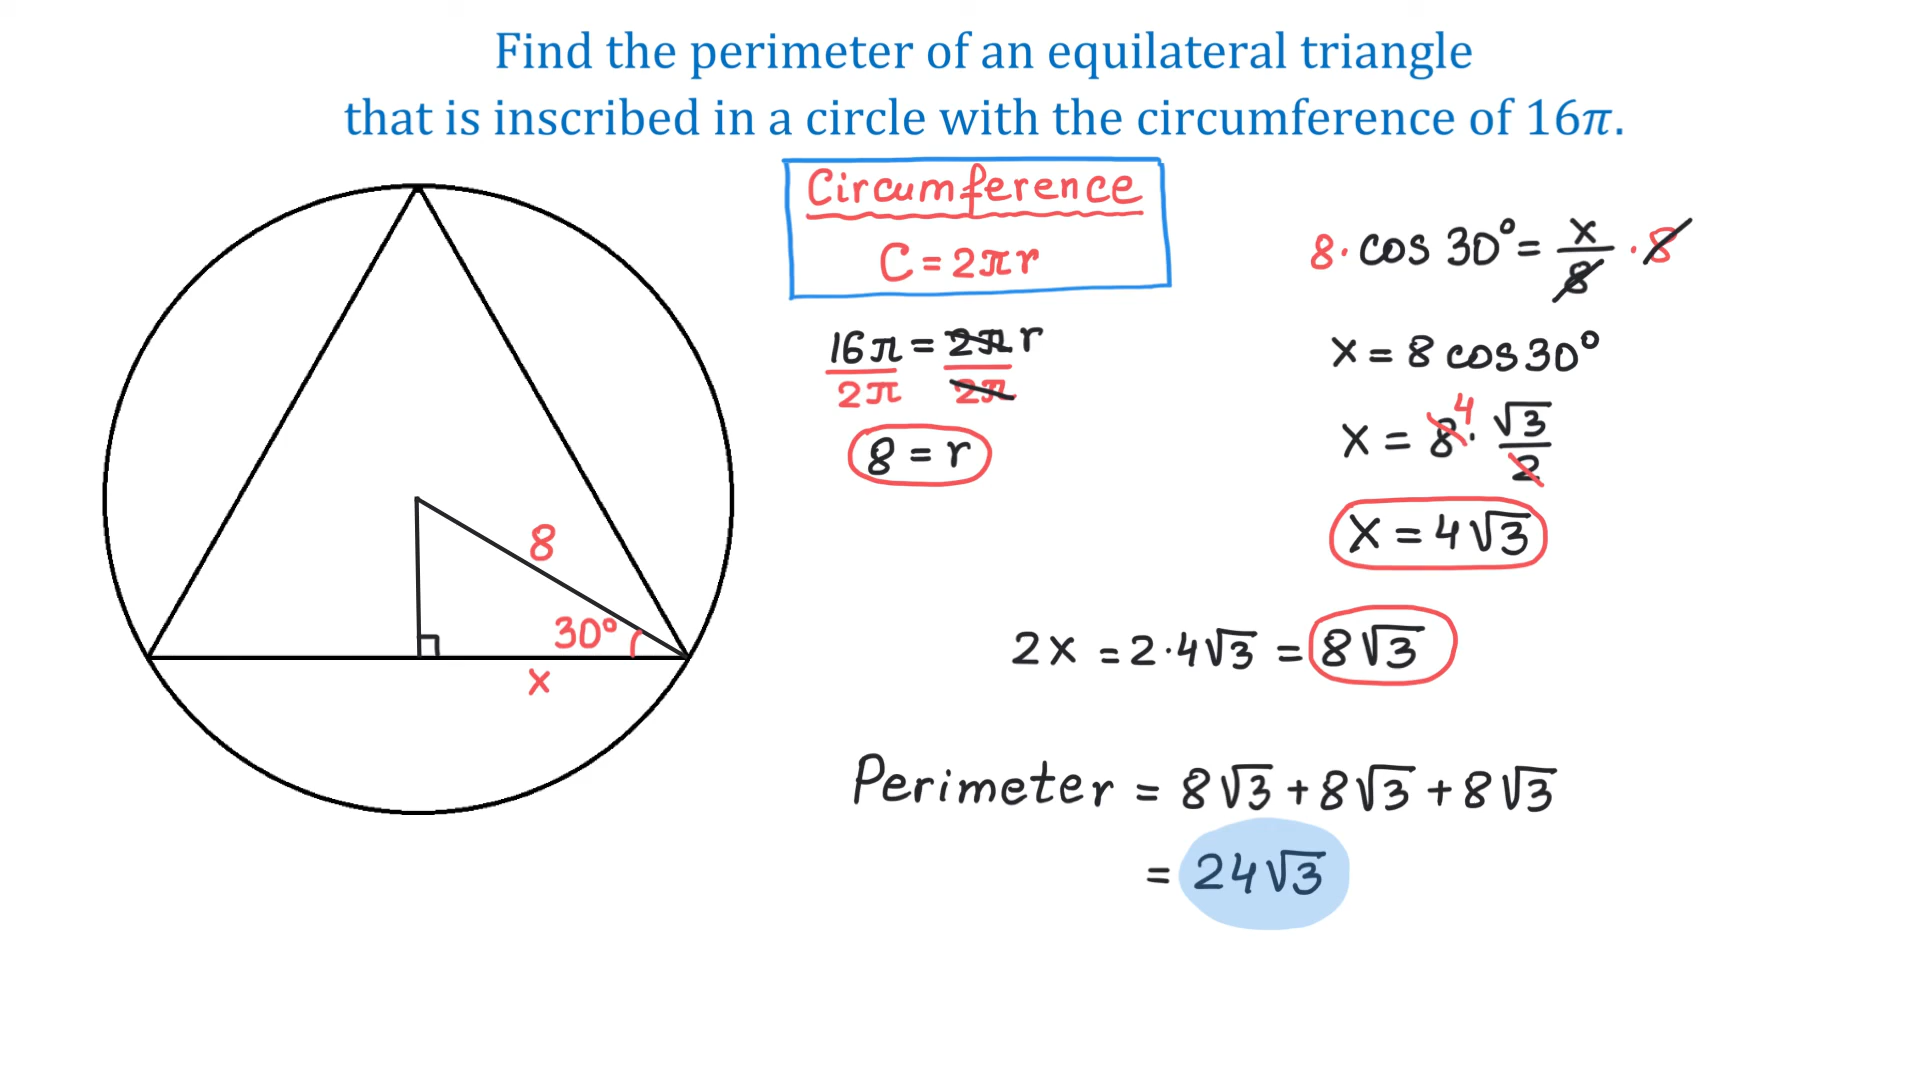 Find the perimeter of an equilateral triangle
that is inscribed in a circle with the circumference of 16π.
Circumference
C = 2πr
16π = 2πr
2π 2π
8 = r
8 · cos 30° = x/8 · 8
x = 8 cos 30°
x = 8 4 · √3/2
x = 4√3
8
30°
x
2x = 2 · 4√3 = 8√3
Perimeter = 8√3 + 8√3 + 8√3
= 24√3